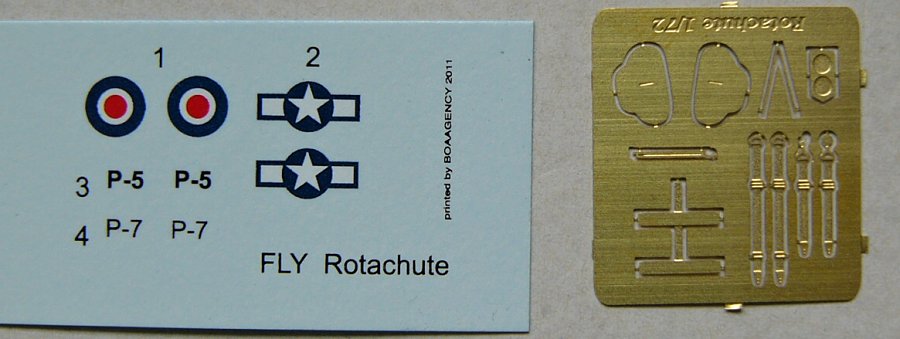 1 2
3 P-5 P-5
4 P-7 P-7
FLY Rotachute
printed by BOAAGENCY 2011
Rotachute 1/72